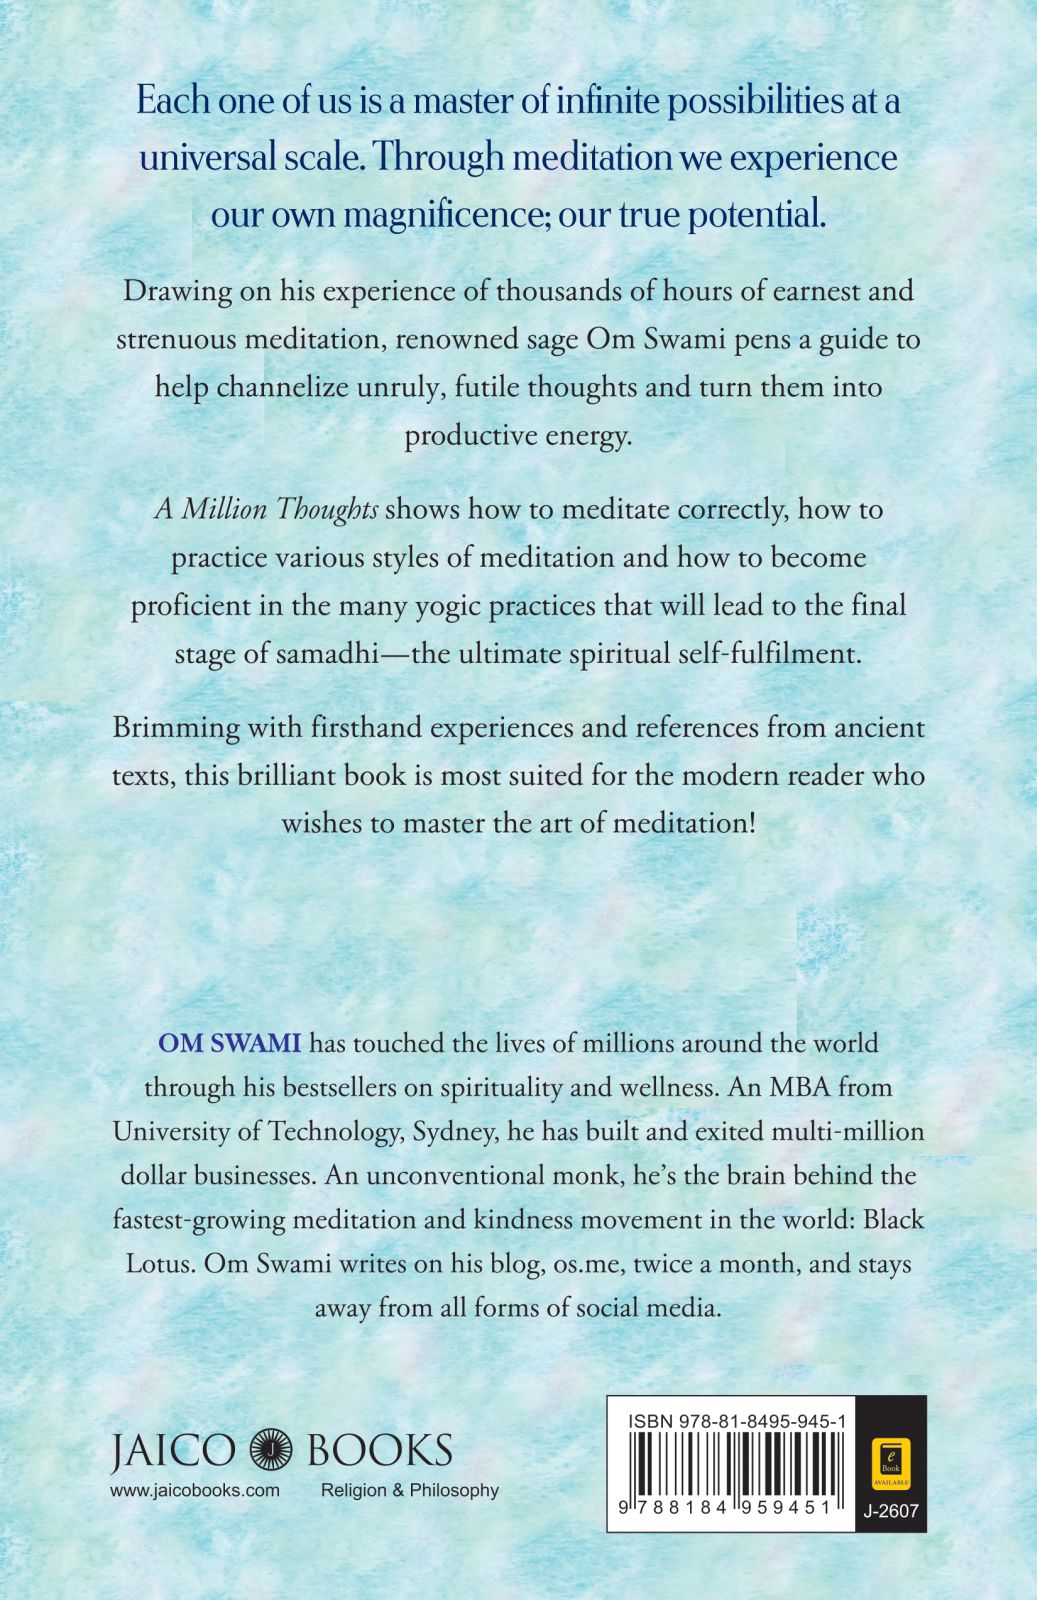 Each one of us is a master of infinite possibilities at a
universal scale. Through meditation we experience
our own magnificence; our true potential.
Drawing on his experience of thousands of hours of earnest and
strenuous meditation, renowned sage Om Swami pens a guide to
help channelize unruly, futile thoughts and turn them into
productive energy.
A Million Thoughts shows how to meditate correctly, how to
practice various styles of meditation and how to become
proficient in the many yogic practices that will lead to the final
stage of samadhi—the ultimate spiritual self-fulfilment.
Brimming with firsthand experiences and references from ancient
texts, this brilliant book is most suited for the modern reader who
wishes to master the art of meditation!
OM SWAMI has touched the lives of millions around the world
through his bestsellers on spirituality and wellness. An MBA from
University of Technology, Sydney, he has built and exited multi-million
dollar businesses. An unconventional monk, he’s the brain behind the
fastest-growing meditation and kindness movement in the world: Black
Lotus. Om Swami writes on his blog, os.me, twice a month, and stays
away from all forms of social media.
JAICO J BOOKS
www.jaicobooks.com Religion & Philosophy
ISBN 978-81-8495-945-1
9 788184 959451
e
Book
AVAILABLE
J-2607